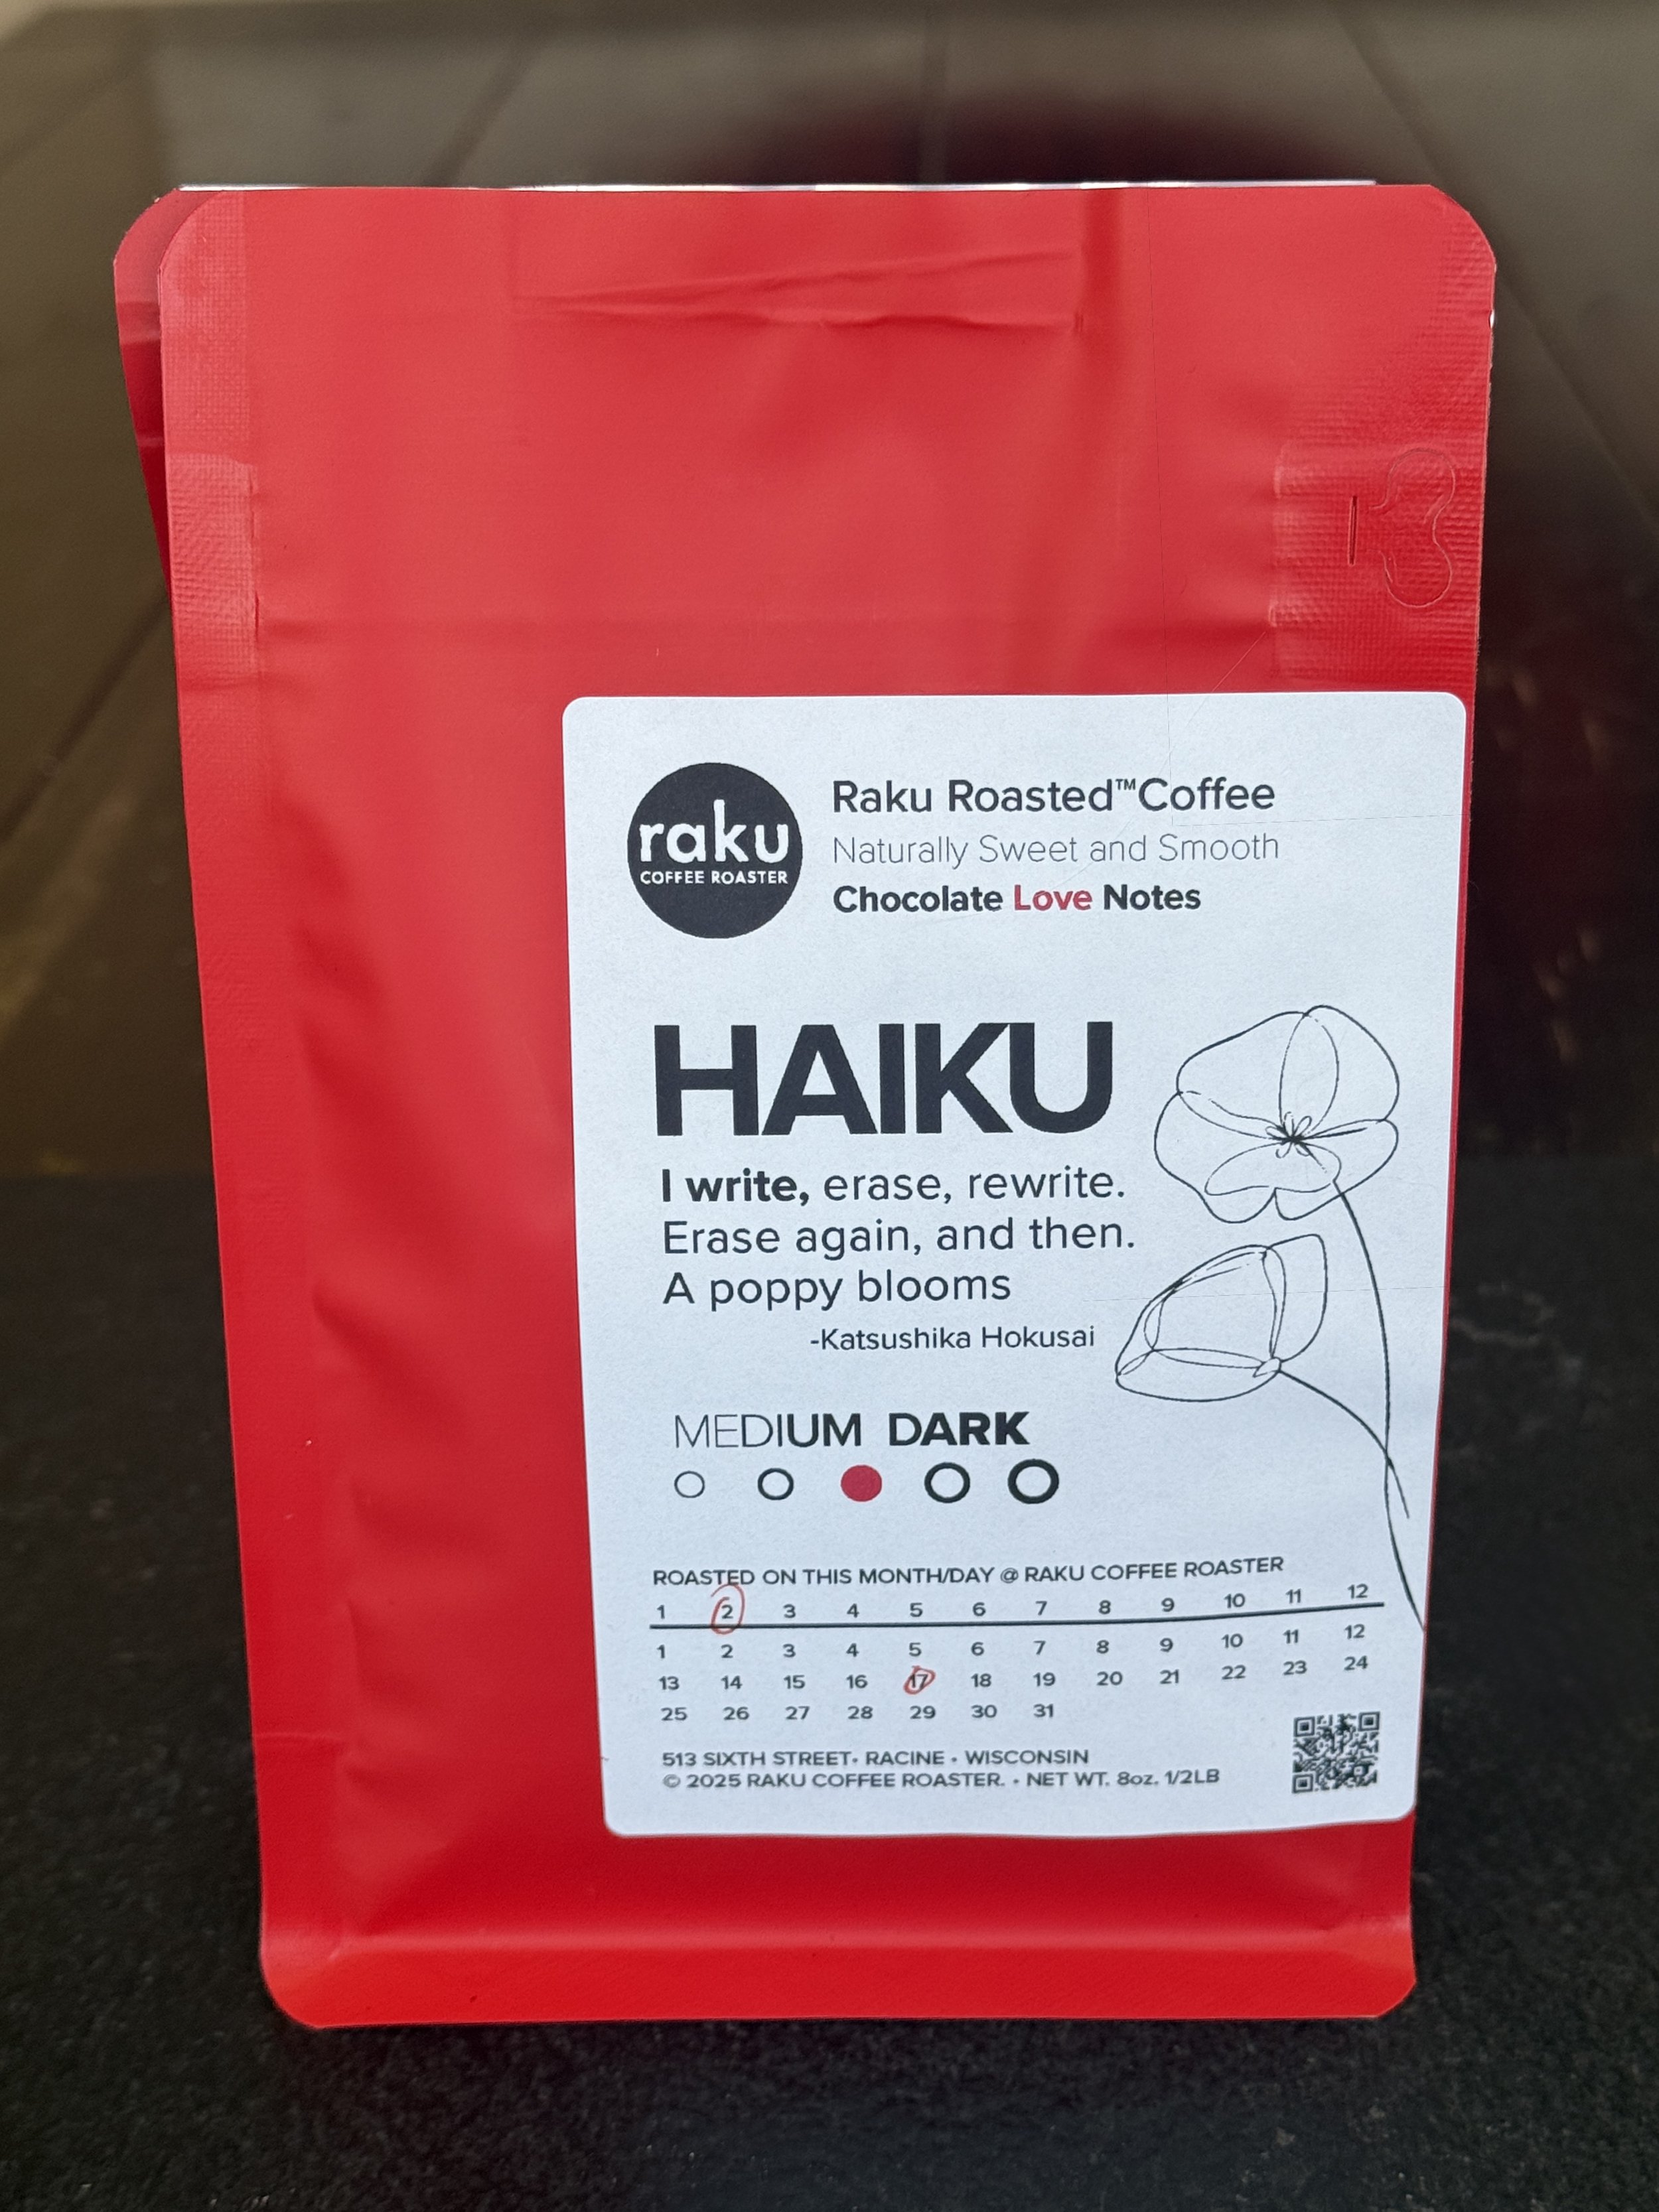 raku
COFFEE ROASTER
Raku Roasted™Coffee
Naturally Sweet and Smooth
Chocolate Love Notes
HAIKU
I write, erase, rewrite.
Erase again, and then.
A poppy blooms
-Katsushika Hokusai
MEDIUM DARK
ROASTED ON THIS MONTH/DAY @ RAKU COFFEE ROASTER
1 2 3 4 5 6 7 8 9 10 11 12
1 2 3 4 5 6 7 8 9 10 11 12
13 14 15 16 17 18 19 20 21 22 23 24
25 26 27 28 29 30 31
513 SIXTH STREET• RACINE • WISCONSIN
© 2025 RAKU COFFEE ROASTER. • NET WT. 8oz. 1/2LB